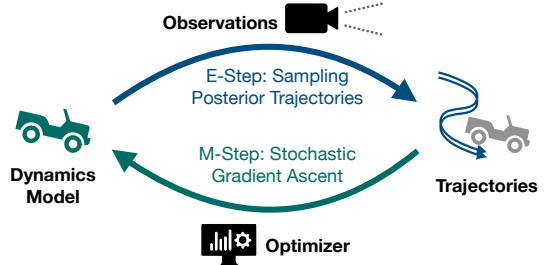 Observations
E-Step: Sampling
Posterior Trajectories
M-Step: Stochastic
Gradient Ascent
Dynamics
Model
Trajectories
Optimizer